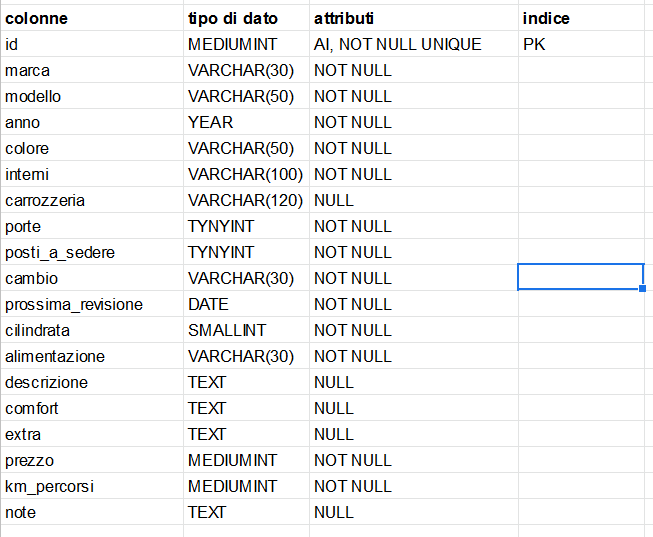 colonne tipo di dato attributi indice
id MEDIUMINT AI, NOT NULL UNIQUE PK
marca VARCHAR(30) NOT NULL
modello VARCHAR(50) NOT NULL
anno YEAR NOT NULL
colore VARCHAR(50) NOT NULL
interni VARCHAR(100) NOT NULL
carrozzeria VARCHAR(120) NULL
porte TYNYINT NOT NULL
posti_a_sedere TYNYINT NOT NULL
cambio VARCHAR(30) NOT NULL
prossima_revisione DATE NOT NULL
cilindrata SMALLINT NOT NULL
alimentazione VARCHAR(30) NOT NULL
descrizione TEXT NULL
comfort TEXT NULL
extra TEXT NULL
prezzo MEDIUMINT NOT NULL
km_percorsi MEDIUMINT NOT NULL
note TEXT NULL